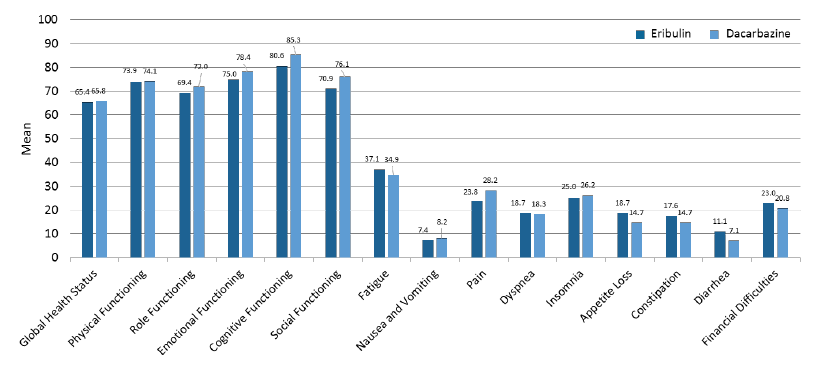 100
90
80
70
60
50
40
30
20
10
0
Mean
Eribulin Dacarbazine
65.4 65.8
73.9 74.1
69.4 72.0
75.0 78.4
80.6 85.3
70.9 76.1
37.1 34.9
7.4 8.2
23.8 28.2
18.7 18.3
25.0 26.2
18.7 14.7
17.6 14.7
11.1 7.1
23.0 20.8
Global Health Status
Physical Functioning
Role Functioning
Emotional Functioning
Cognitive Functioning
Social Functioning
Fatigue
Nausea and Vomiting
Pain
Dyspnea
Insomnia
Appetite Loss
Constipation
Diarrhea
Financial Difficulties